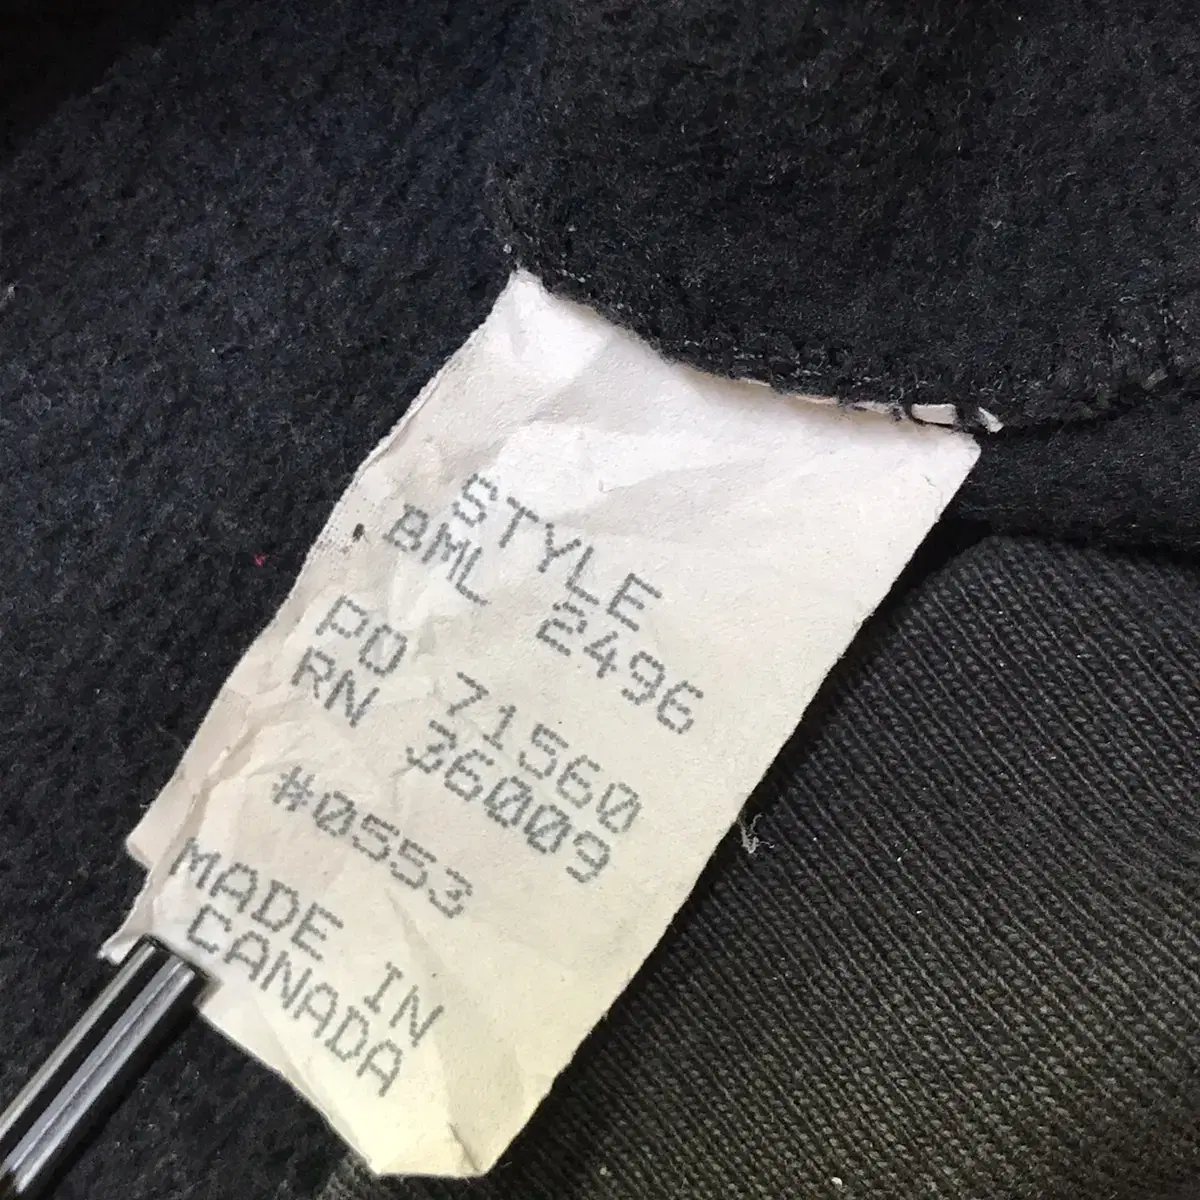 STYLE
BML 2496
PO 71560
RN 36009
#0553
MADE IN
CANADA